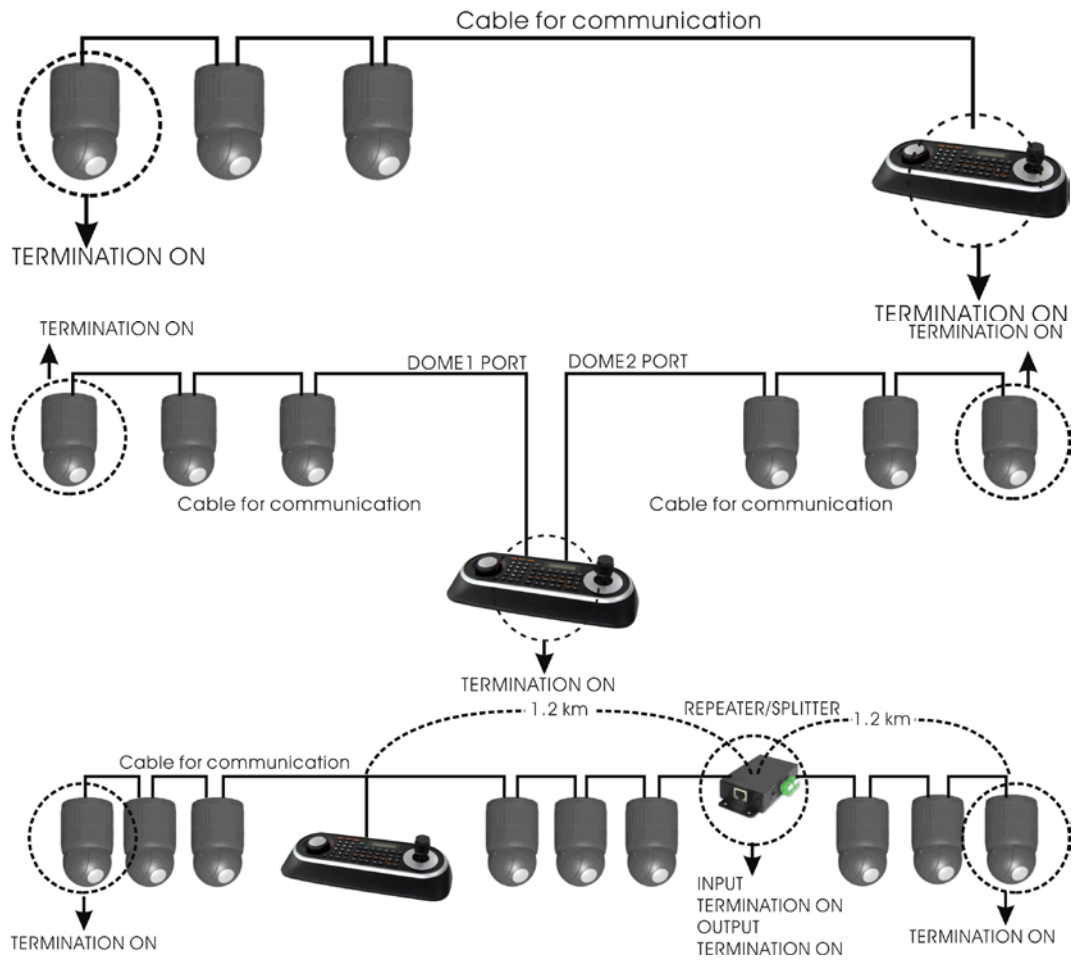 Cable for communication
TERMINATION ON
TERMINATION ON
TERMINATION ON
TERMINATION ON
DOME1 PORT
DOME2 PORT
Cable for communication
Cable for communication
TERMINATION ON
1.2 km
REPEATER/SPLITTER
1.2 km
Cable for communication
INPUT
TERMINATION ON
OUTPUT
TERMINATION ON
TERMINATION ON
TERMINATION ON